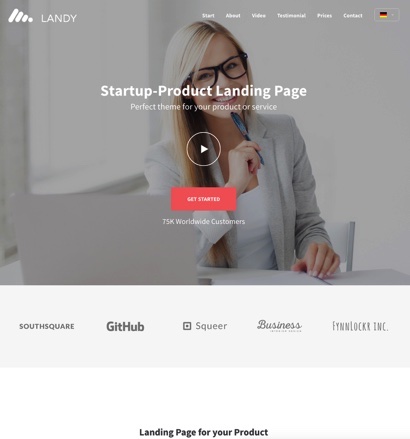 LANDY
Start About Video Testimonial Prices Contact
Startup-Product Landing Page
Perfect theme for your product or service
GET STARTED
75K Worldwide Customers
SOUTHSQUARE GitHub Squeer Business FYNNLOCKR INC.
Landing Page for your Product